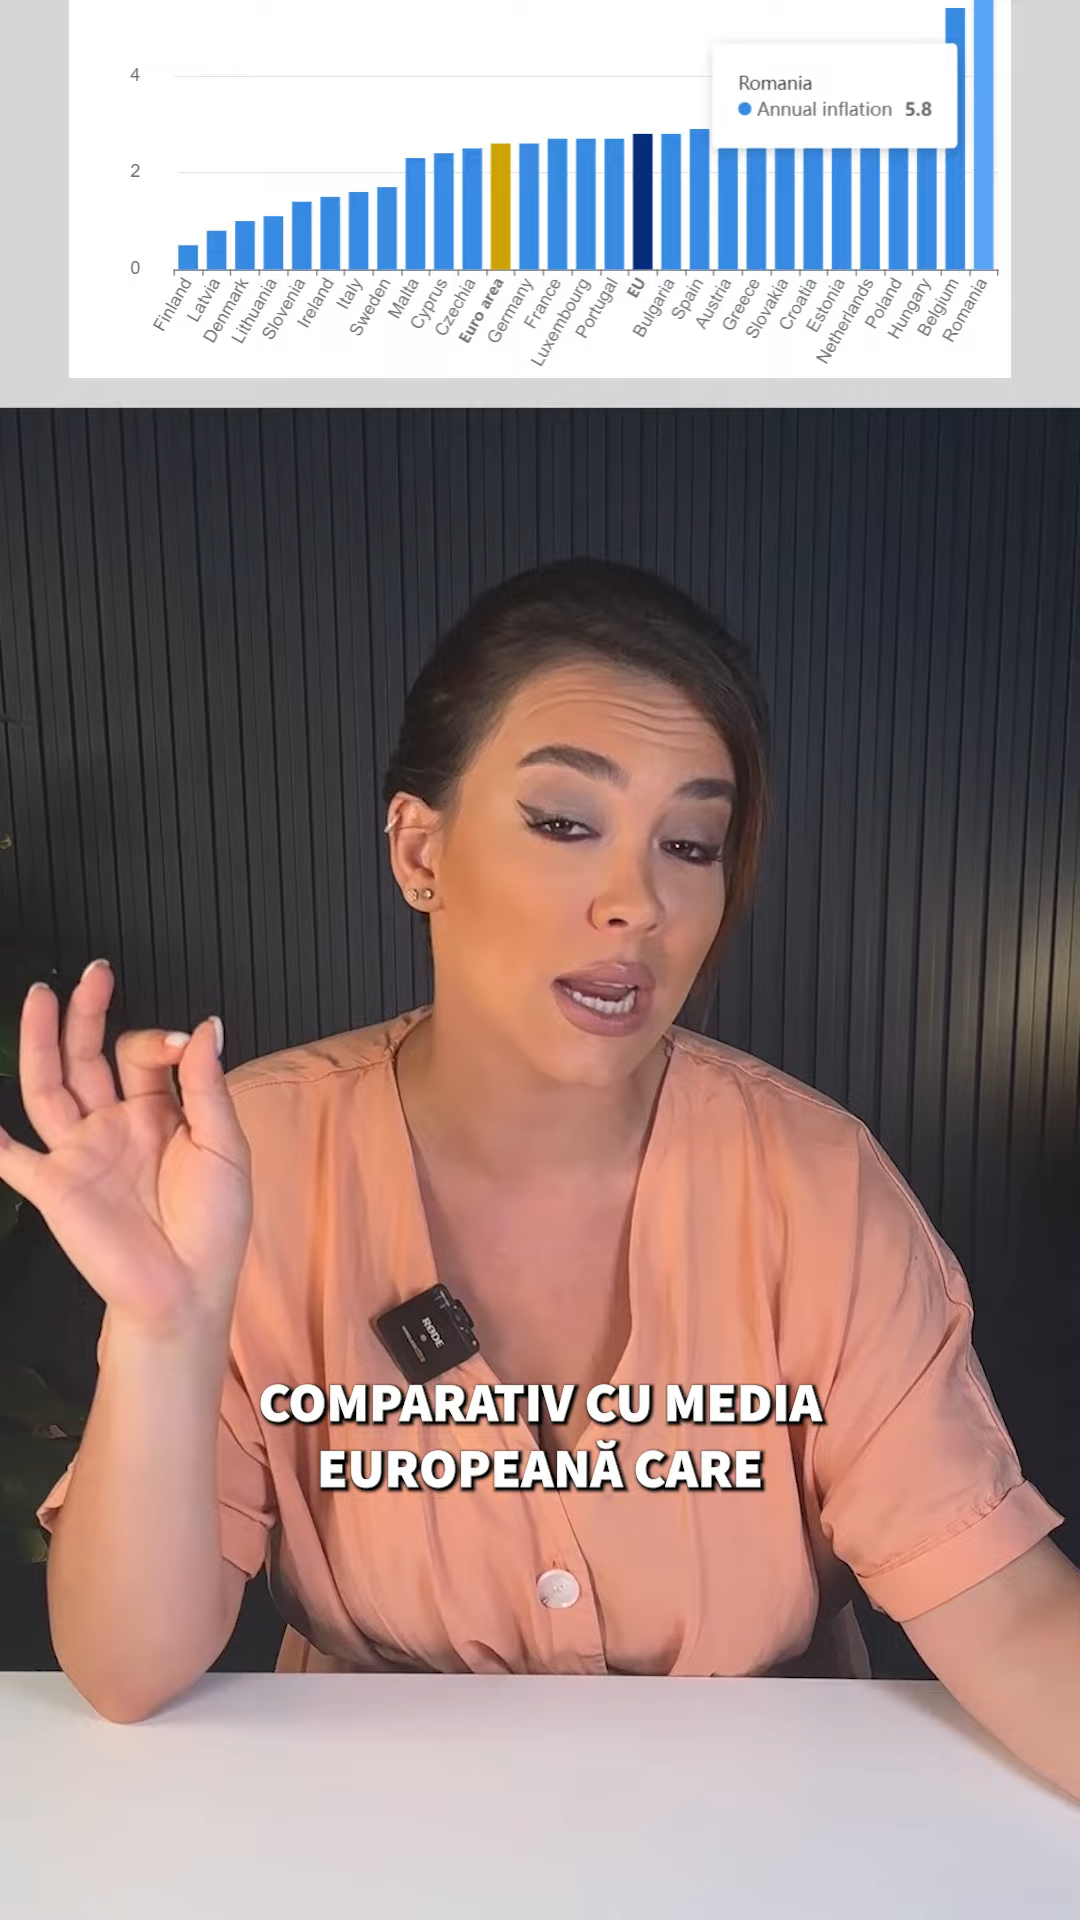 4
Romania
Annual inflation 5.8
2
0
Finland
Latvia
Denmark
Lithuania
Slovenia
Ireland
Italy
Sweden
Malta
Cyprus
Czechia
Euro area
Germany
France
Luxembourg
Portugal
EU
Bulgaria
Spain
Austria
Greece
Slovakia
Croatia
Estonia
Netherlands
Poland
Hungary
Belgium
Romania
RØDE
COMPARATIV CU MEDIA
EUROPEANĂ CARE